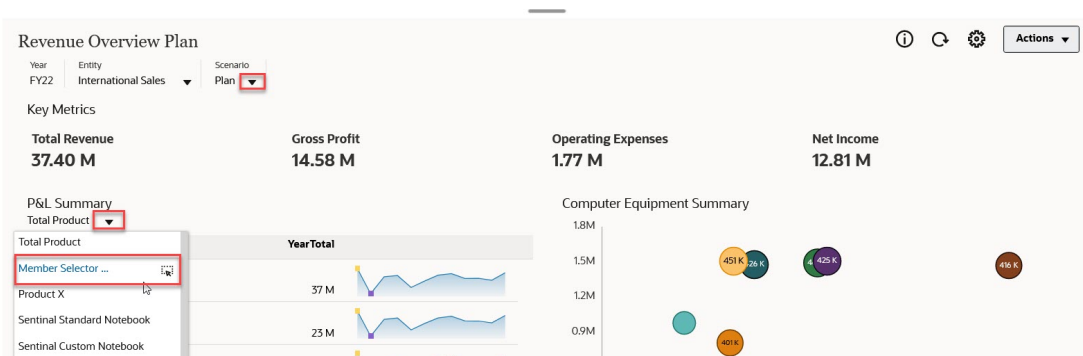 Revenue Overview Plan
Actions
Year Entity Scenario
FY22 International Sales Plan
Key Metrics
Total Revenue Gross Profit Operating Expenses Net Income
37.40 M 14.58 M 1.77 M 12.81 M
P&L Summary
Total Product
Total Product
Member Selector ...
Product X
Sentinal Standard Notebook
Sentinal Custom Notebook
YearTotal
37 M
23 M
Computer Equipment Summary
1.8M
1.5M
1.2M
0.9M
451 K
425 K
416 K
401 K